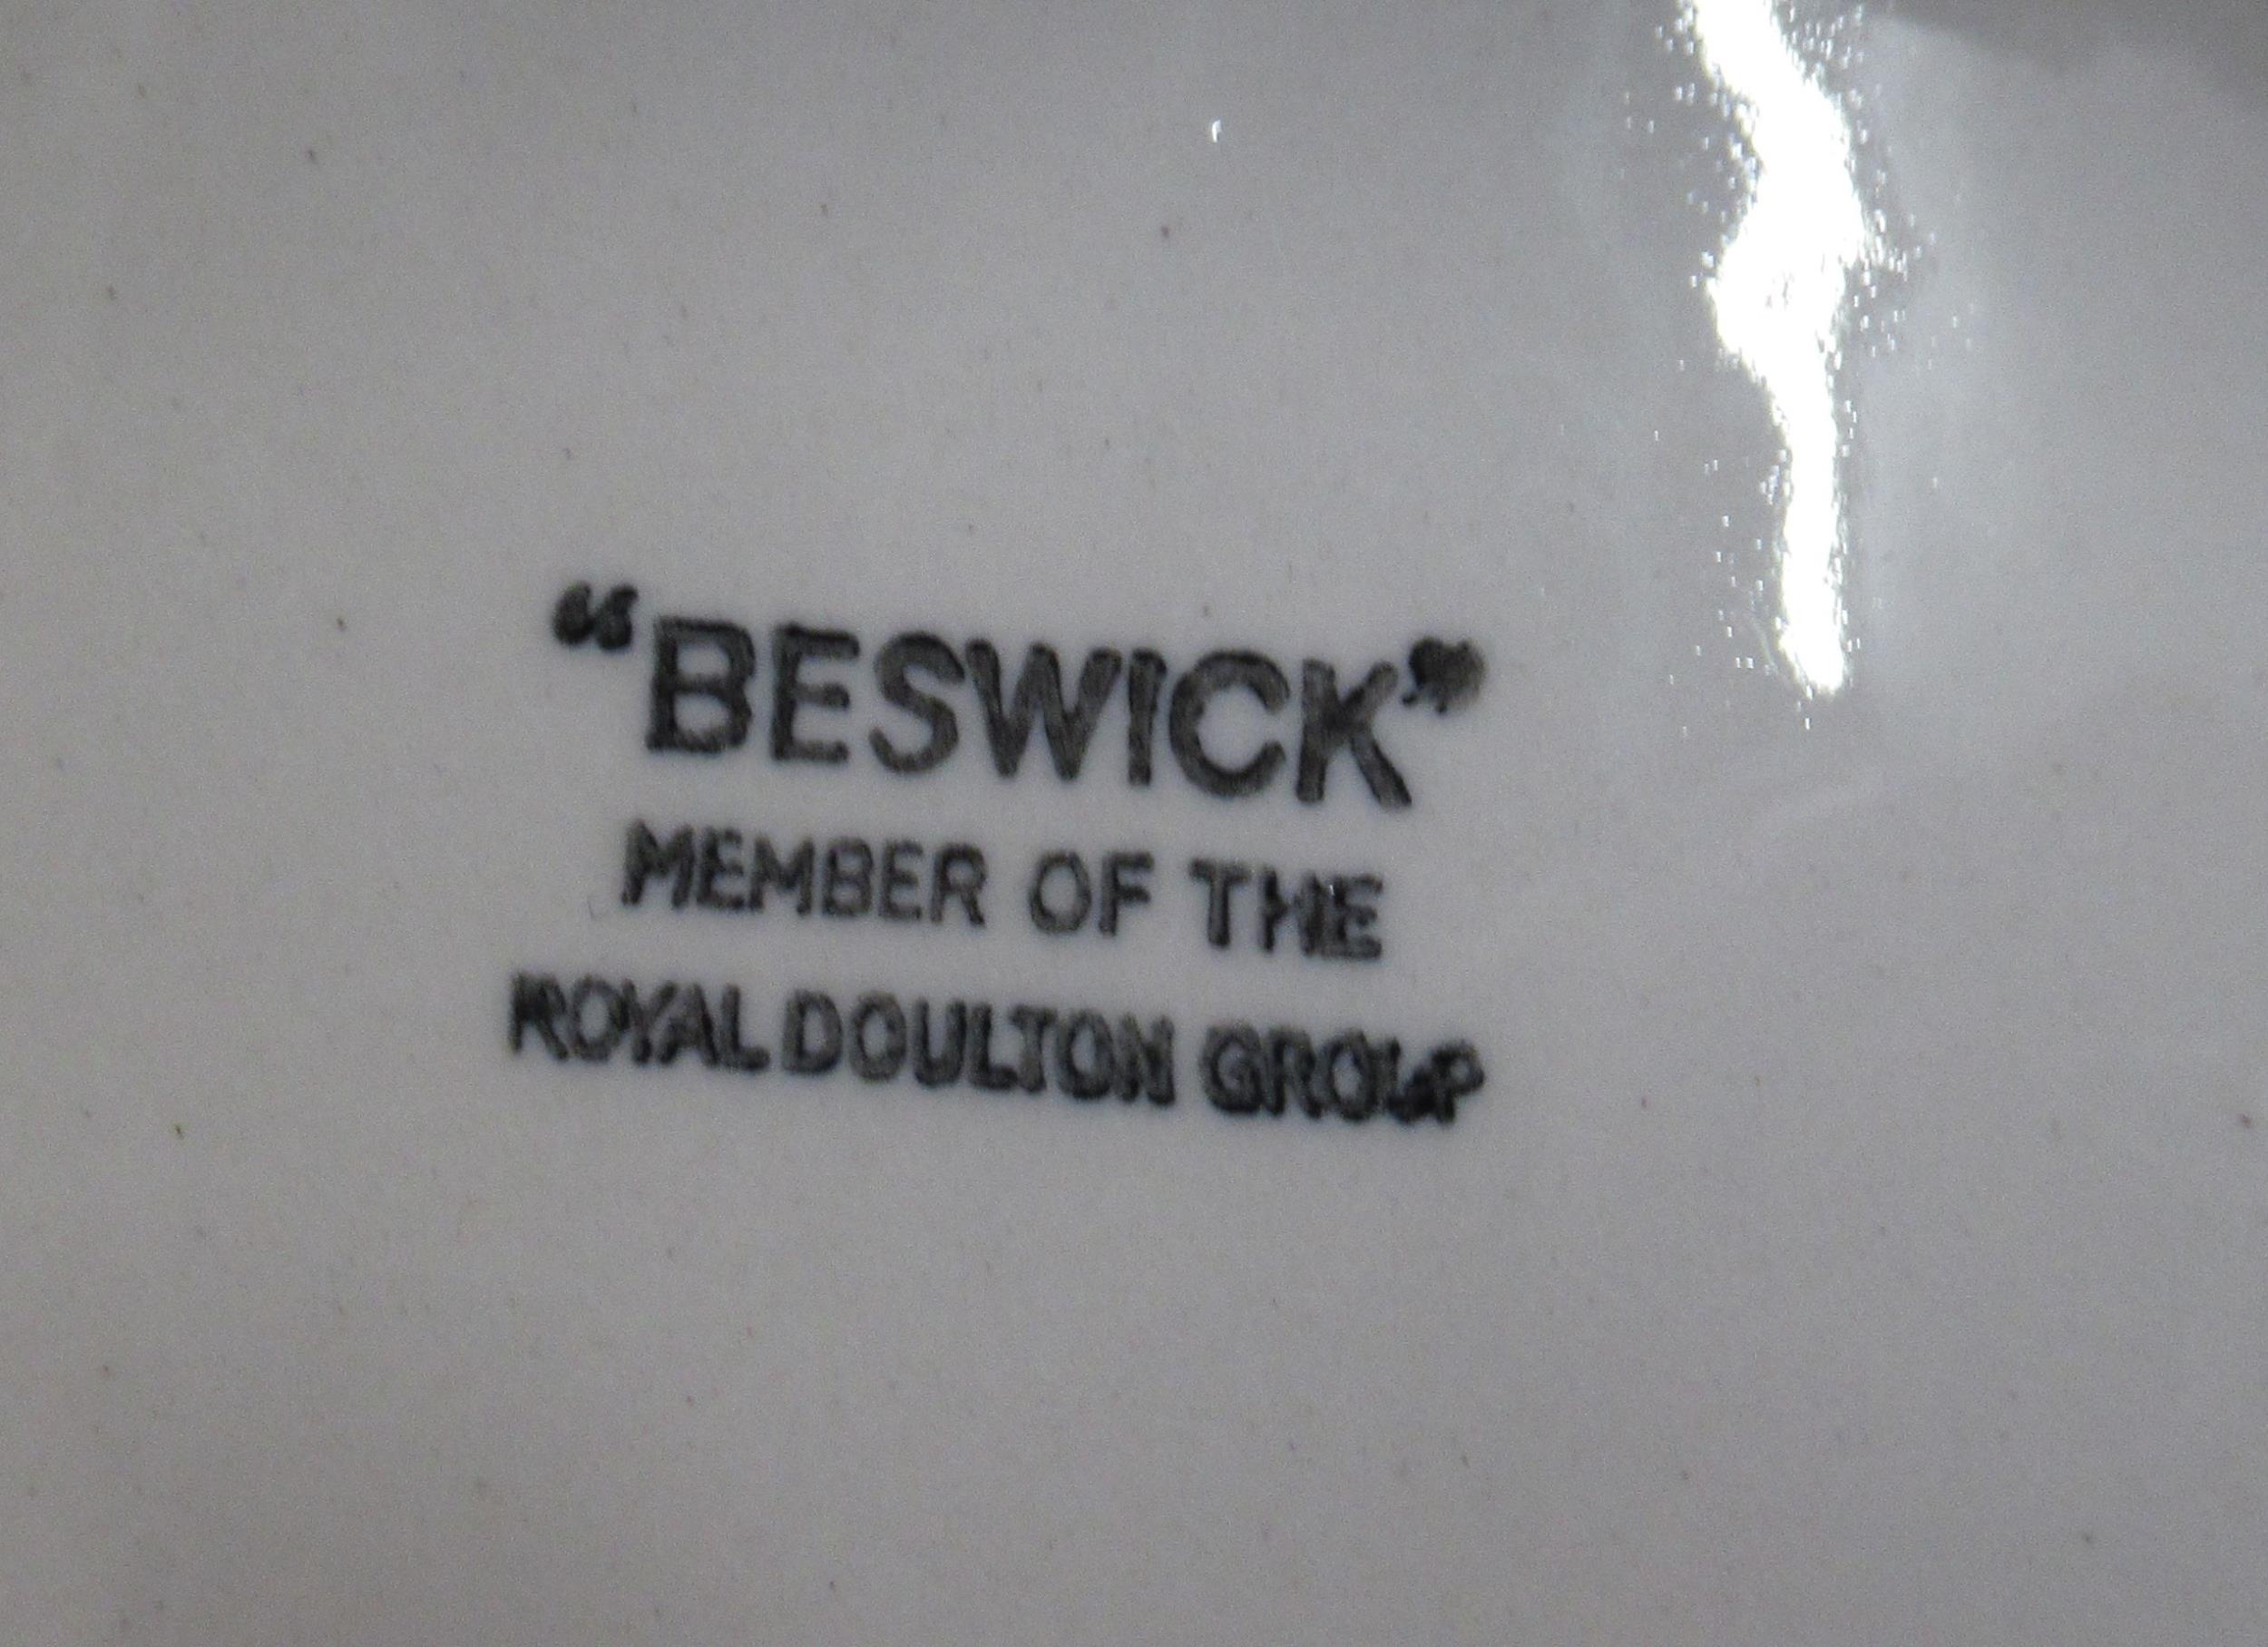 “BESWICK”
MEMBER OF THE
ROYAL DOULTON GROUP